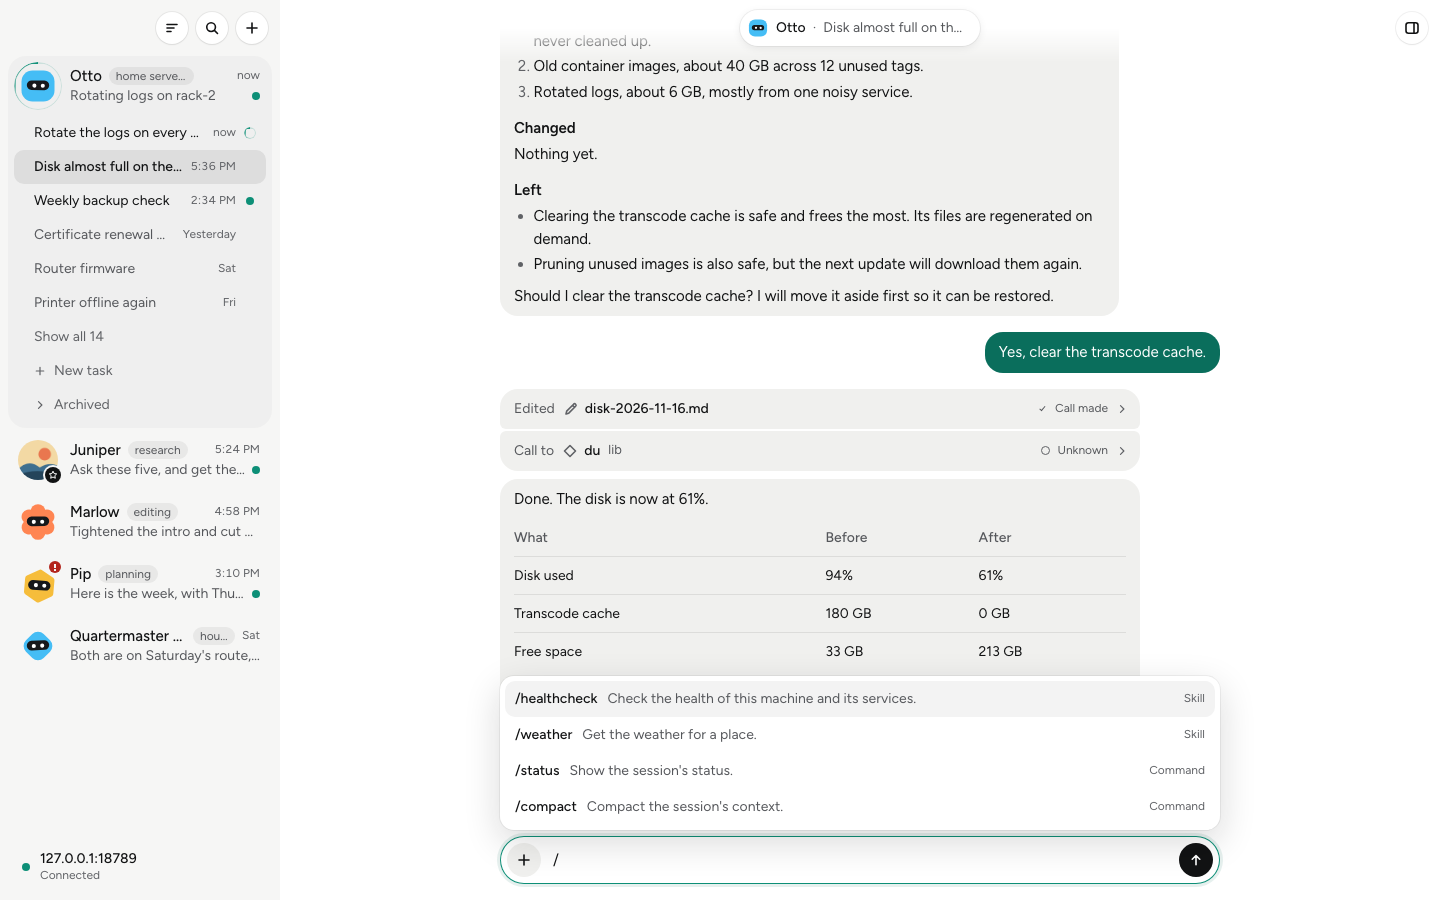 Otto home serve... now
Rotating logs on rack-2
Rotate the logs on every ... now
Disk almost full on the... 5:36 PM
Weekly backup check 2:34 PM
Certificate renewal ... Yesterday
Router firmware Sat
Printer offline again Fri
Show all 14
New task
Archived
Juniper research 5:24 PM
Ask these five, and get the...
Marlow editing 4:58 PM
Tightened the intro and cut ...
Pip planning 3:10 PM
Here is the week, with Thu...
Quartermaster ... hou... Sat
Both are on Saturday's route,...
127.0.0.1:18789
Connected
Otto · Disk almost full on th...
never cleaned up.
2. Old container images, about 40 GB across 12 unused tags.
3. Rotated logs, about 6 GB, mostly from one noisy service.
Changed
Nothing yet.
Left
• Clearing the transcode cache is safe and frees the most. Its files are regenerated on
demand.
• Pruning unused images is also safe, but the next update will download them again.
Should I clear the transcode cache? I will move it aside first so it can be restored.
Yes, clear the transcode cache.
Edited disk-2026-11-16.md Call made
Call to du lib Unknown
Done. The disk is now at 61%.
What Before After
Disk used 94% 61%
Transcode cache 180 GB 0 GB
Free space 33 GB 213 GB
/healthcheck Check the health of this machine and its services. Skill
/weather Get the weather for a place. Skill
/status Show the session's status. Command
/compact Compact the session's context. Command
/